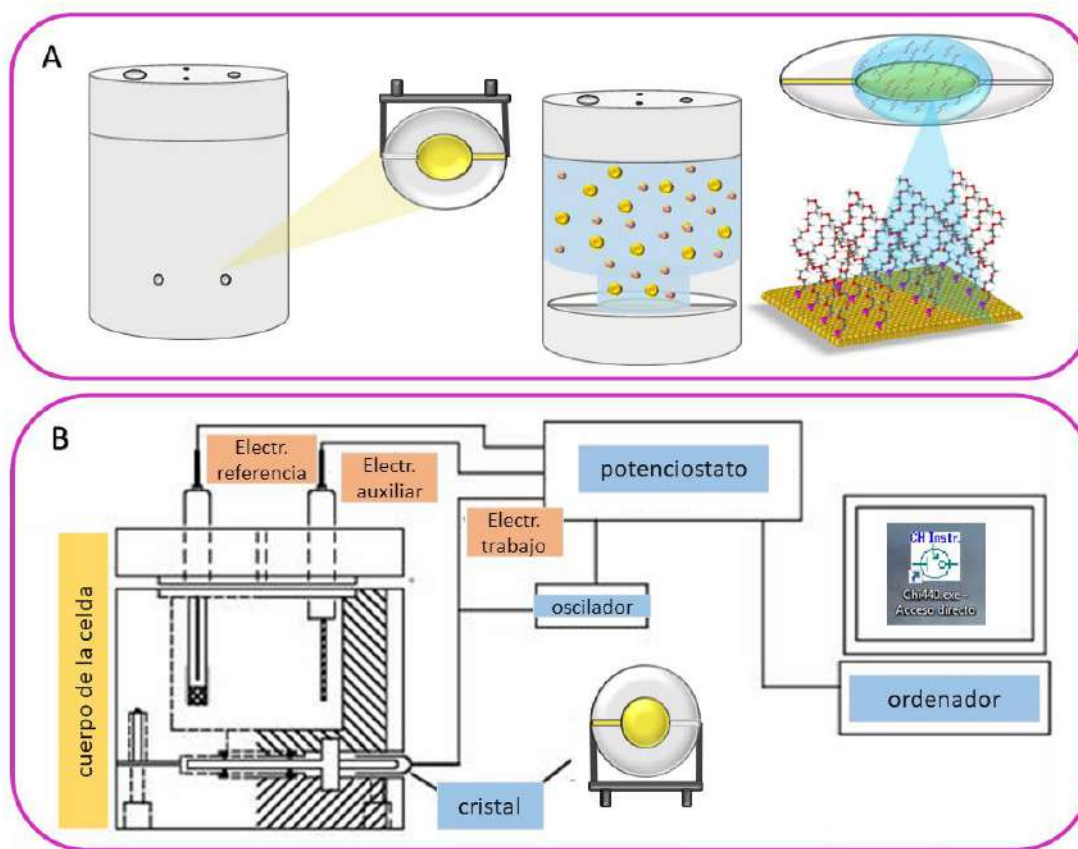 A
B
Electr.
referencia
Electr.
auxiliar
Electr.
trabajo
potenciostato
oscilador
CH Instr.
Chi440.exe -
Acceso directo
ordenador
cuerpo de la celda
cristal